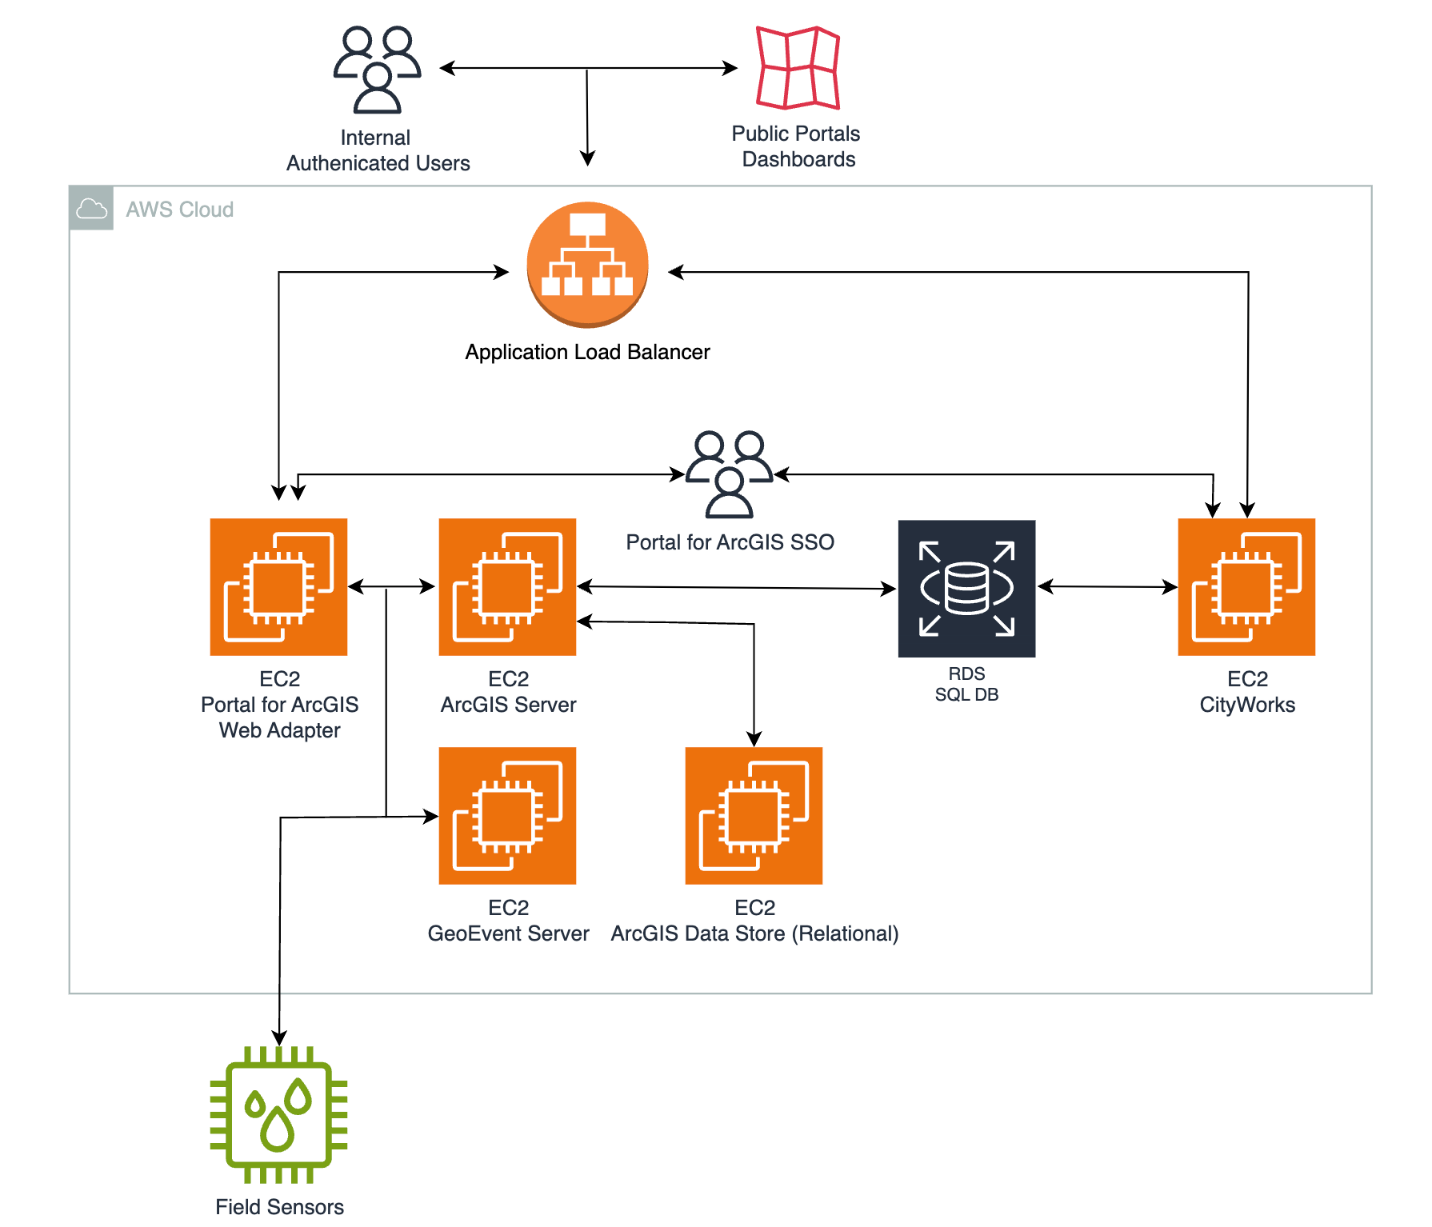 Internal
Authenicated Users
Public Portals
Dashboards
AWS Cloud
Application Load Balancer
Portal for ArcGIS SSO
EC2
Portal for ArcGIS
Web Adapter
EC2
ArcGIS Server
RDS
SQL DB
EC2
CityWorks
EC2
GeoEvent Server
EC2
ArcGIS Data Store (Relational)
Field Sensors